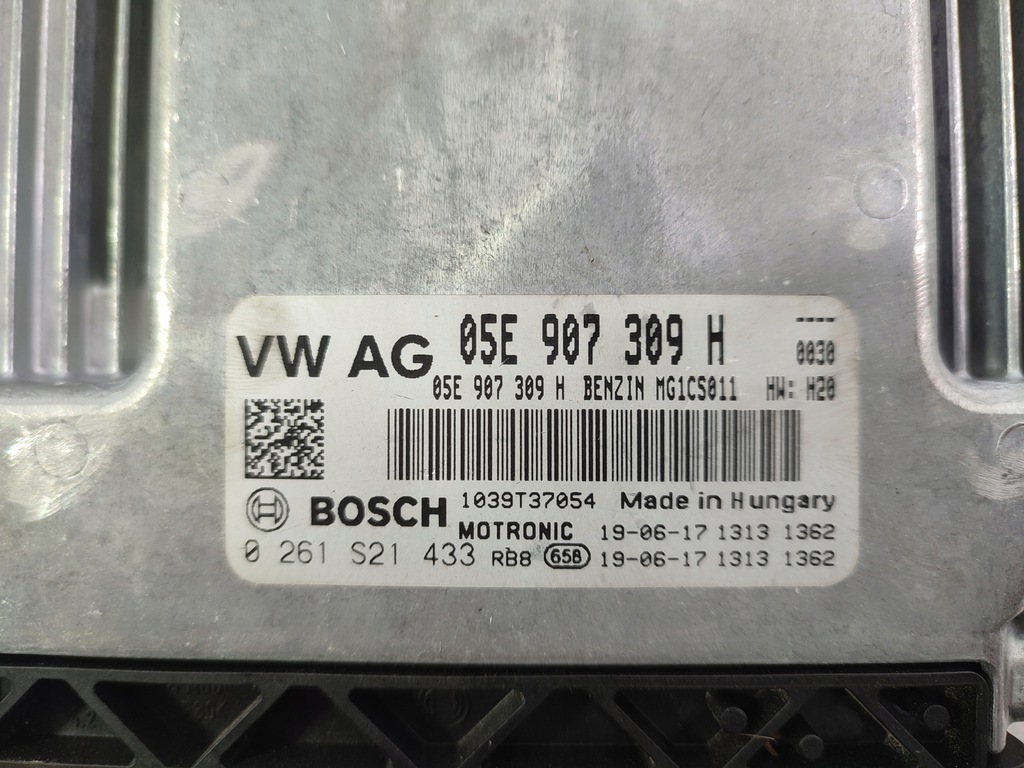 VW AG 05E 907 309 H ----
0030
05E 907 309 H BENZIN MG1CS011 HW: H20
BOSCH 1039T37054 Made in Hungary
MOTRONIC 19-06-17 1313 1362
0 261 S21 433 RB8 65B 19-06-17 1313 1362